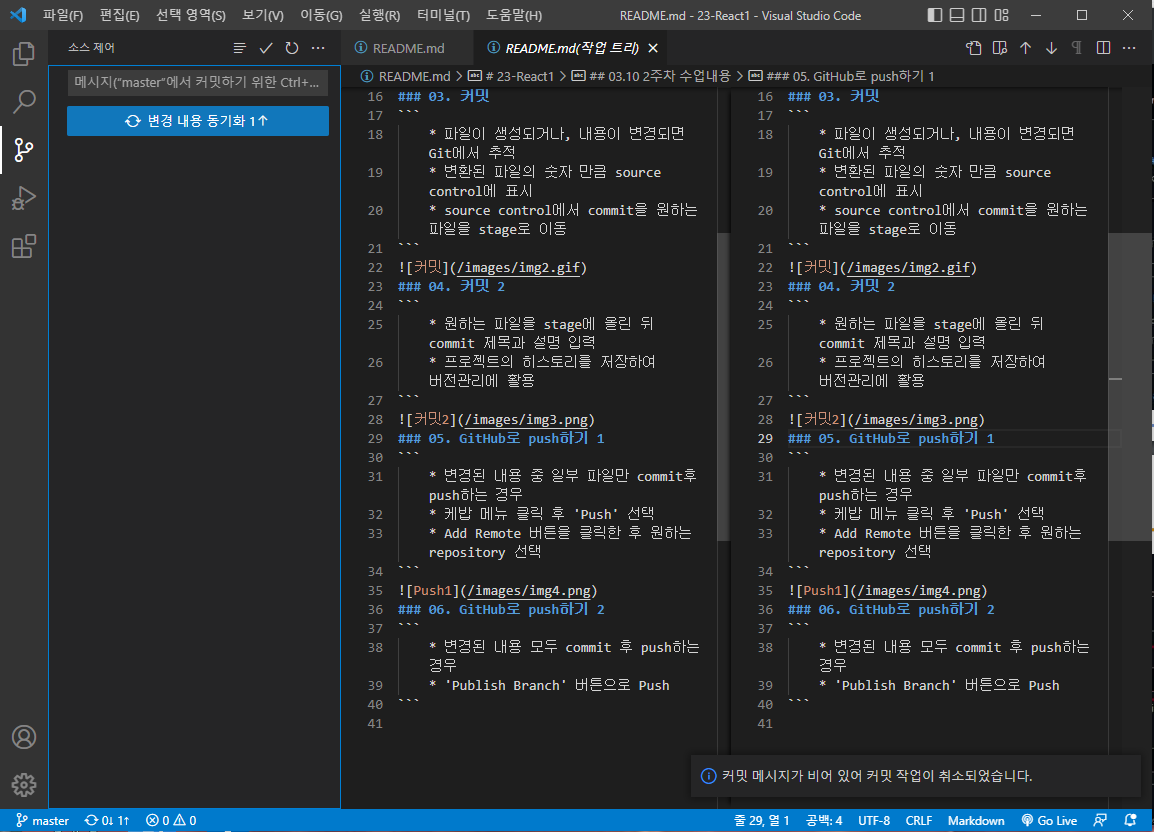 파일(F) 편집(E) 선택 영역(S) 보기(V) 이동(G) 실행(R) 터미널(T) 도움말(H) README.md - 23-React1 - Visual Studio Code
소스 제어
README.md README.md(작업 트리)
README.md > # 23-React1 > ## 03.10 2주차 수업내용 > ### 05. GitHub로 push하기 1
메시지("master"에서 커밋하기 위한 Ctrl+...
변경 내용 동기화 1↑
16 ### 03. 커밋
17 ```
18 * 파일이 생성되거나, 내용이 변경되면
Git에서 추적
19 * 변환된 파일의 숫자 만큼 source
control에 표시
20 * source control에서 commit을 원하는
파일을 stage로 이동
21 ```
22 ![커밋](/images/img2.gif)
23 ### 04. 커밋 2
24 ```
25 * 원하는 파일을 stage에 올린 뒤
commit 제목과 설명 입력
26 * 프로젝트의 히스토리를 저장하여
버전관리에 활용
27 ```
28 ![커밋2](/images/img3.png)
29 ### 05. GitHub로 push하기 1
30 ```
31 * 변경된 내용 중 일부 파일만 commit후
push하는 경우
32 * 케밥 메뉴 클릭 후 'Push' 선택
33 * Add Remote 버튼을 클릭한 후 원하는
repository 선택
34 ```
35 ![Push1](/images/img4.png)
36 ### 06. GitHub로 push하기 2
37 ```
38 * 변경된 내용 모두 commit 후 push하는
경우
39 * 'Publish Branch' 버튼으로 Push
40 ```
41
16 ### 03. 커밋
17 ```
18 * 파일이 생성되거나, 내용이 변경되면
Git에서 추적
19 * 변환된 파일의 숫자 만큼 source
control에 표시
20 * source control에서 commit을 원하는
파일을 stage로 이동
21 ```
22 ![커밋](/images/img2.gif)
23 ### 04. 커밋 2
24 ```
25 * 원하는 파일을 stage에 올린 뒤
commit 제목과 설명 입력
26 * 프로젝트의 히스토리를 저장하여
버전관리에 활용
27 ```
28 ![커밋2](/images/img3.png)
29 ### 05. GitHub로 push하기 1
30 ```
31 * 변경된 내용 중 일부 파일만 commit후
push하는 경우
32 * 케밥 메뉴 클릭 후 'Push' 선택
33 * Add Remote 버튼을 클릭한 후 원하는
repository 선택
34 ```
35 ![Push1](/images/img4.png)
36 ### 06. GitHub로 push하기 2
37 ```
38 * 변경된 내용 모두 commit 후 push하는
경우
39 * 'Publish Branch' 버튼으로 Push
40 ```
41
커밋 메시지가 비어 있어 커밋 작업이 취소되었습니다.
master 0↓ 1↑ 0 0 줄 29, 열 1 공백: 4 UTF-8 CRLF Markdown Go Live